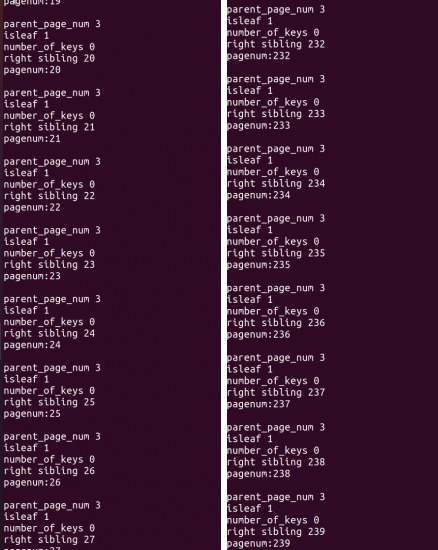 pagenum:19
parent_page_num 3
isleaf 1
number_of_keys 0
right sibling 20
pagenum:20
parent_page_num 3
isleaf 1
number_of_keys 0
right sibling 21
pagenum:21
parent_page_num 3
isleaf 1
number_of_keys 0
right sibling 22
pagenum:22
parent_page_num 3
isleaf 1
number_of_keys 0
right sibling 23
pagenum:23
parent_page_num 3
isleaf 1
number_of_keys 0
right sibling 24
pagenum:24
parent_page_num 3
isleaf 1
number_of_keys 0
right sibling 25
pagenum:25
parent_page_num 3
isleaf 1
number_of_keys 0
right sibling 26
pagenum:26
parent_page_num 3
isleaf 1
number_of_keys 0
right sibling 27
parent_page_num 3
isleaf 1
number_of_keys 0
right sibling 232
pagenum:232
parent_page_num 3
isleaf 1
number_of_keys 0
right sibling 233
pagenum:233
parent_page_num 3
isleaf 1
number_of_keys 0
right sibling 234
pagenum:234
parent_page_num 3
isleaf 1
number_of_keys 0
right sibling 235
pagenum:235
parent_page_num 3
isleaf 1
number_of_keys 0
right sibling 236
pagenum:236
parent_page_num 3
isleaf 1
number_of_keys 0
right sibling 237
pagenum:237
parent_page_num 3
isleaf 1
number_of_keys 0
right sibling 238
pagenum:238
parent_page_num 3
isleaf 1
number_of_keys 0
right sibling 239
pagenum:239